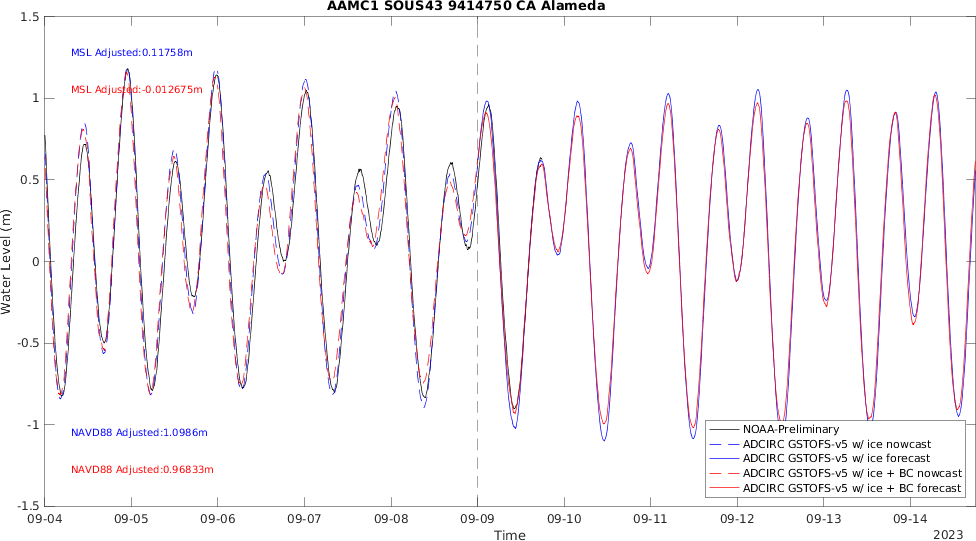 AAMC1 SOUS43 9414750 CA Alameda
1.5
1
0.5
0
-0.5
-1
-1.5
Water Level (m)
MSL Adjusted:0.11758m
MSL Adjusted:-0.012675m
NAVD88 Adjusted:1.0986m
NAVD88 Adjusted:0.96833m
NOAA-Preliminary
ADCIRC GSTOFS-v5 w/ ice nowcast
ADCIRC GSTOFS-v5 w/ ice forecast
ADCIRC GSTOFS-v5 w/ ice + BC nowcast
ADCIRC GSTOFS-v5 w/ ice + BC forecast
09-04 09-05 09-06 09-07 09-08 09-09 09-10 09-11 09-12 09-13 09-14
Time
2023